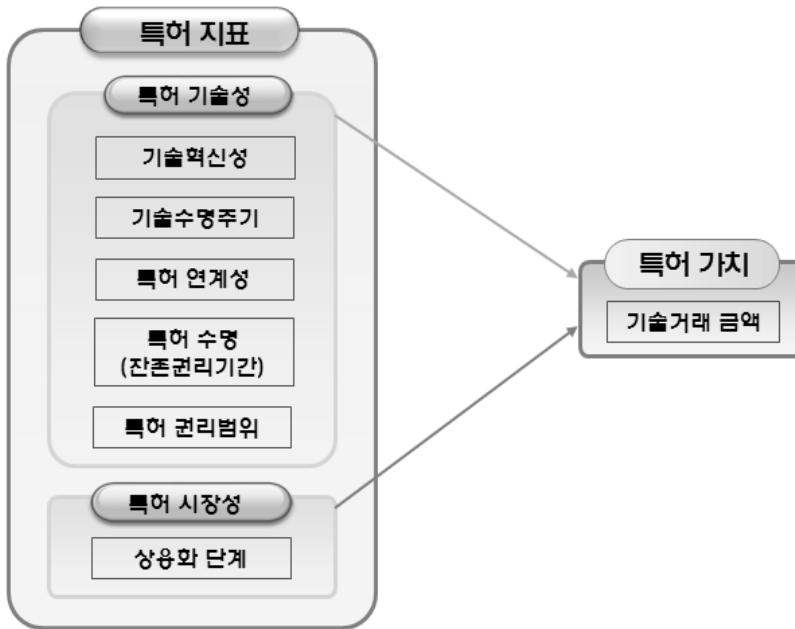 특허 지표
특허 기술성
기술혁신성
기술수명주기
특허 연계성
특허 수명
(잔존권리기간)
특허 권리범위
특허 시장성
상용화 단계
특허 가치
기술거래 금액